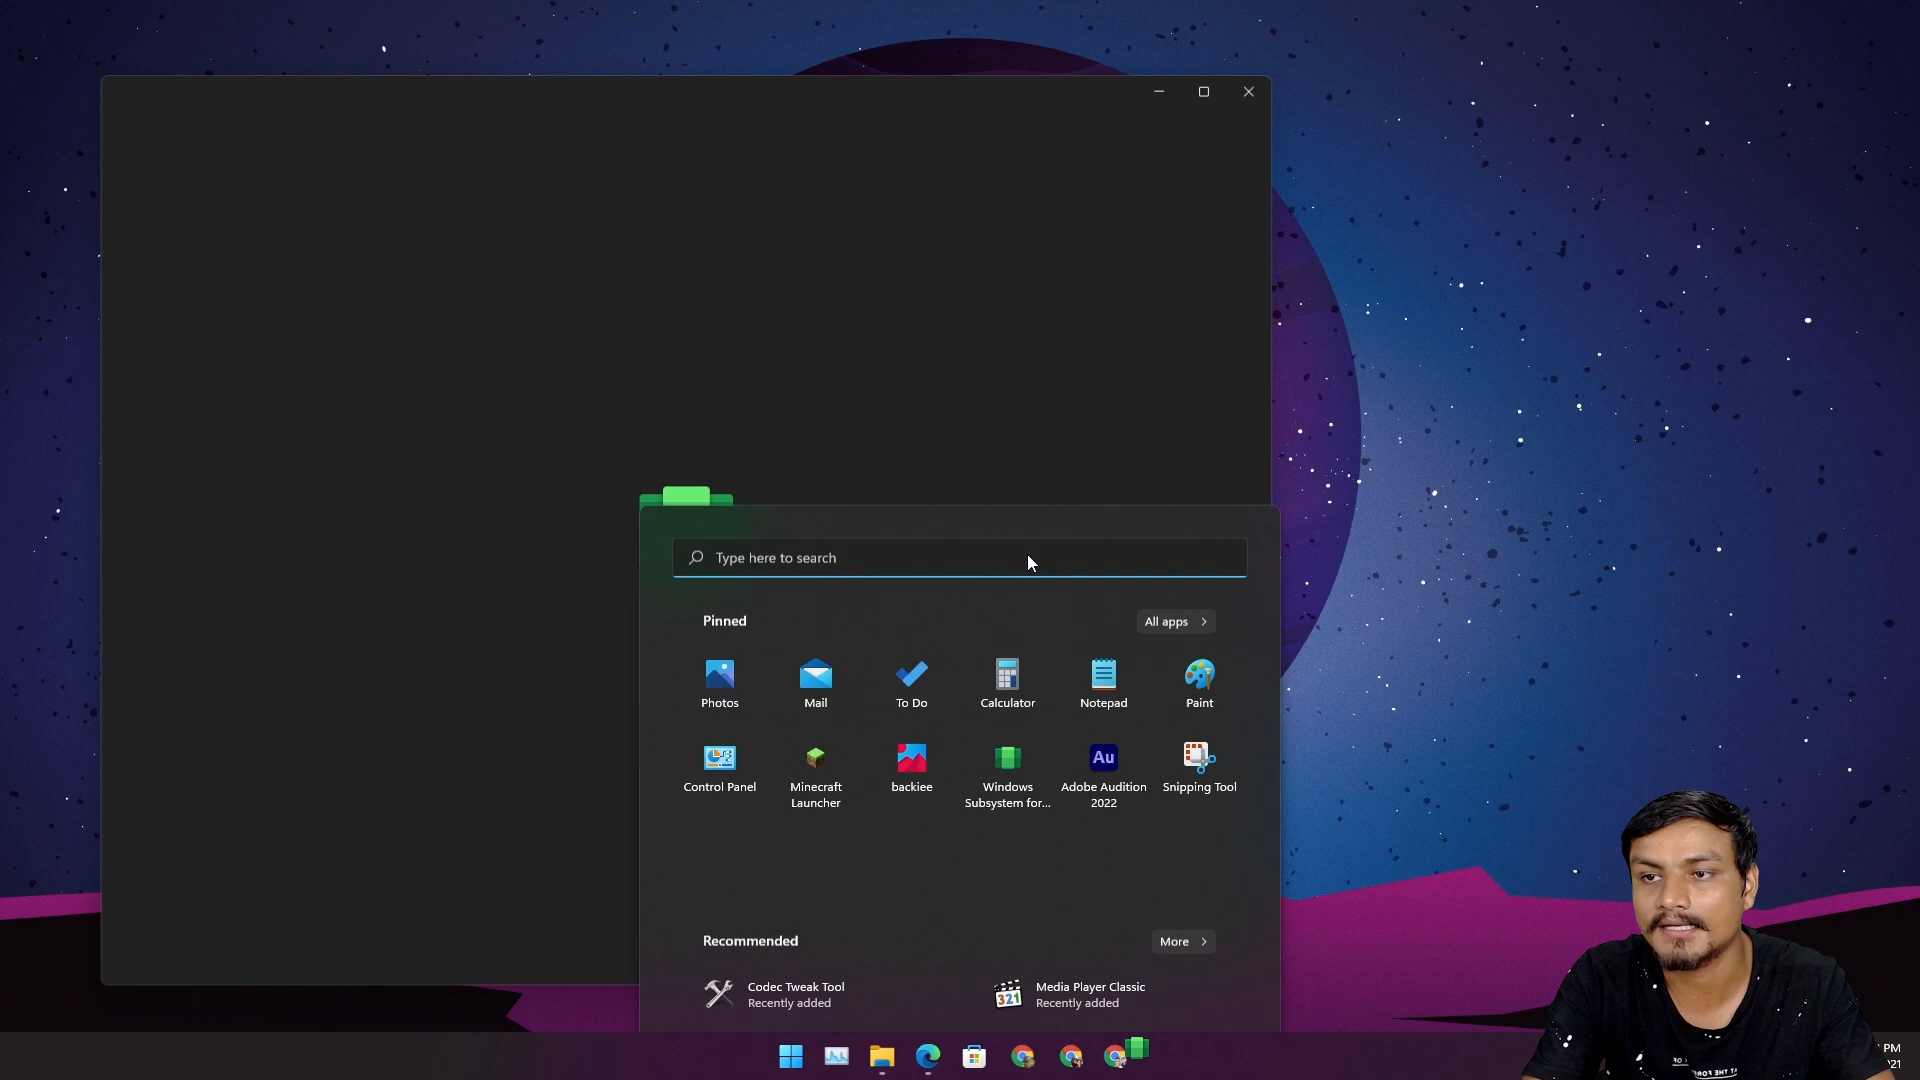 Type here to search
Pinned
All apps
Photos
Mail
To Do
Calculator
Notepad
Paint
Control Panel
Minecraft
Launcher
backiee
Windows
Subsystem for...
Au
Adobe Audition
2022
Snipping Tool
Recommended
More
Codec Tweak Tool
Recently added
321
Media Player Classic
Recently added
PM